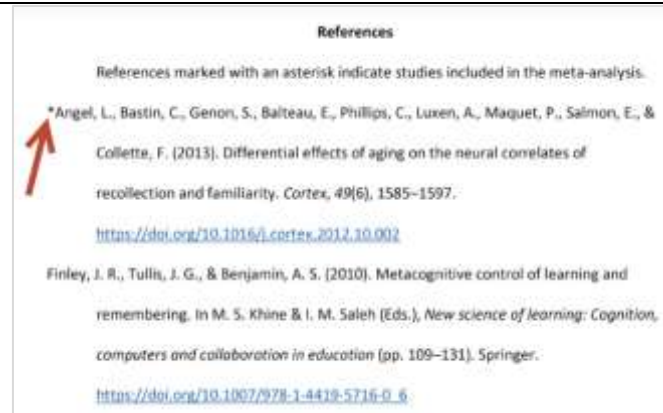 References
References marked with an asterisk indicate studies included in the meta-analysis.
*Angel, L., Bastin, C., Genon, S., Balteau, E., Phillips, C., Luxen, A., Maquet, P., Salmon, E., &
Collette, F. (2013). Differential effects of aging on the neural correlates of
recollection and familiarity. Cortex, 49(6), 1585–1597.
https://doi.org/10.1016/j.cortex.2012.10.002
Finley, J. R., Tullis, J. G., & Benjamin, A. S. (2010). Metacognitive control of learning and
remembering. In M. S. Khine & I. M. Saleh (Eds.), New science of learning: Cognition,
computers and collaboration in education (pp. 109–131). Springer.
https://doi.org/10.1007/978-1-4419-5716-0_6